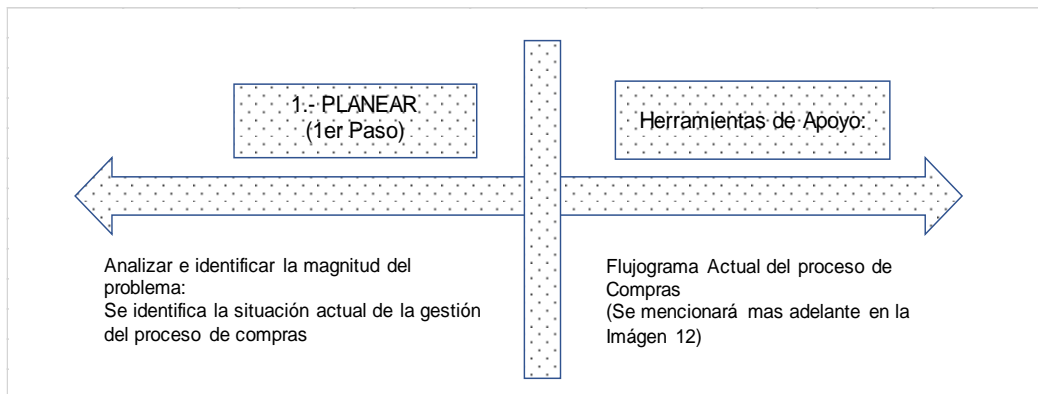 1.- PLANEAR
(1er Paso)
Herramientas de Apoyo:
Analizar e identificar la magnitud del
problema:
Se identifica la situación actual de la gestión
del proceso de compras
Flujograma Actual del proceso de
Compras
(Se mencionará mas adelante en la
Imágen 12)